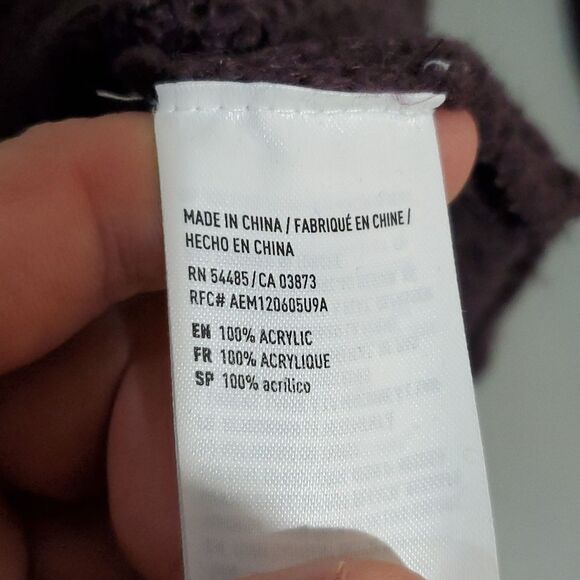 MADE IN CHINA / FABRIQUÉ EN CHINE /
HECHO EN CHINA
RN 54485/CA 03873
RFC# AEM120605U9A
EN 100% ACRYLIC
FR 100% ACRYLIQUE
SP 100% acrílico